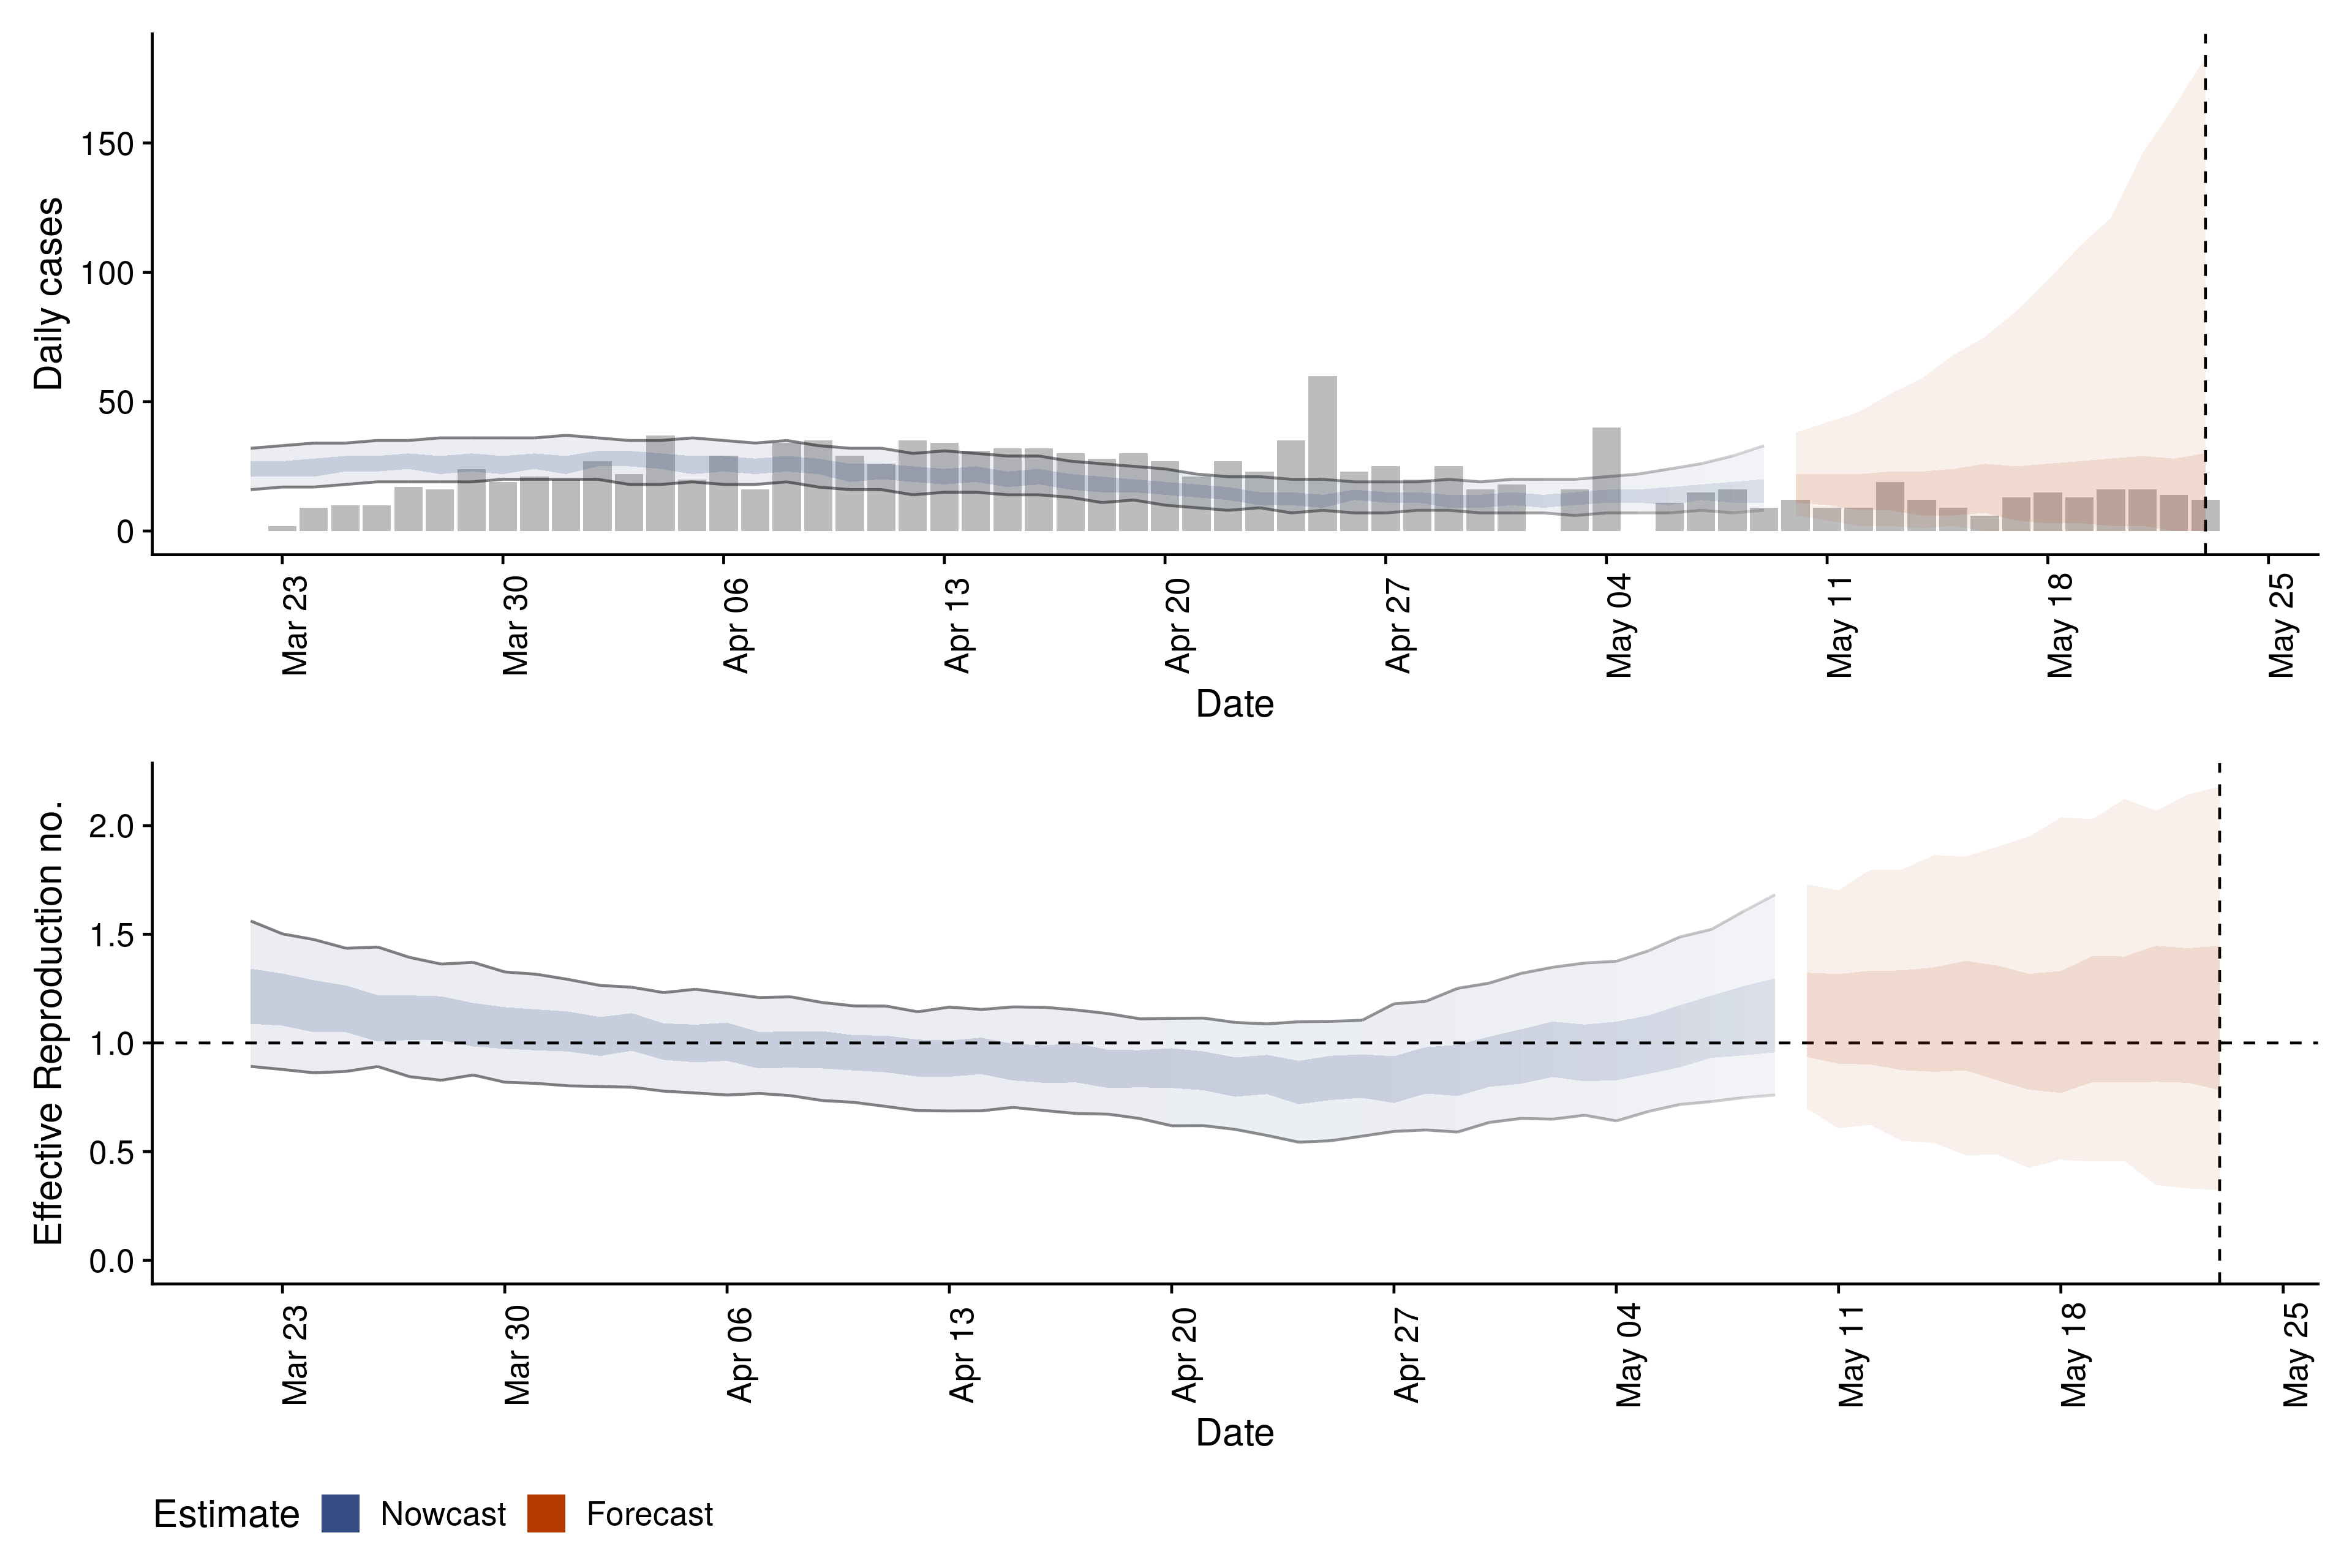 Daily cases
150
100
50
0
Mar 23
Mar 30
Apr 06
Apr 13
Apr 20
Apr 27
May 04
May 11
May 18
May 25
Date
Effective Reproduction no.
2.0
1.5
1.0
0.5
0.0
Mar 23
Mar 30
Apr 06
Apr 13
Apr 20
Apr 27
May 04
May 11
May 18
May 25
Date
Estimate Nowcast Forecast